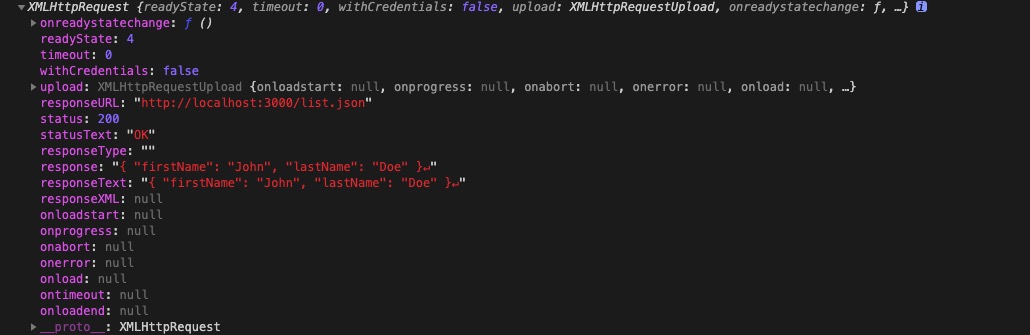 ▼XMLHttpRequest {readyState: 4, timeout: 0, withCredentials: false, upload: XMLHttpRequestUpload, onreadystatechange: ƒ, …} i
▶onreadystatechange: ƒ ()
readyState: 4
timeout: 0
withCredentials: false
▶upload: XMLHttpRequestUpload {onloadstart: null, onprogress: null, onabort: null, onerror: null, onload: null, …}
responseURL: "http://localhost:3000/list.json"
status: 200
statusText: "OK"
responseType: ""
response: "{ "firstName": "John", "lastName": "Doe" }↵"
responseText: "{ "firstName": "John", "lastName": "Doe" }↵"
responseXML: null
onloadstart: null
onprogress: null
onabort: null
onerror: null
onload: null
ontimeout: null
onloadend: null
▶__proto__: XMLHttpRequest